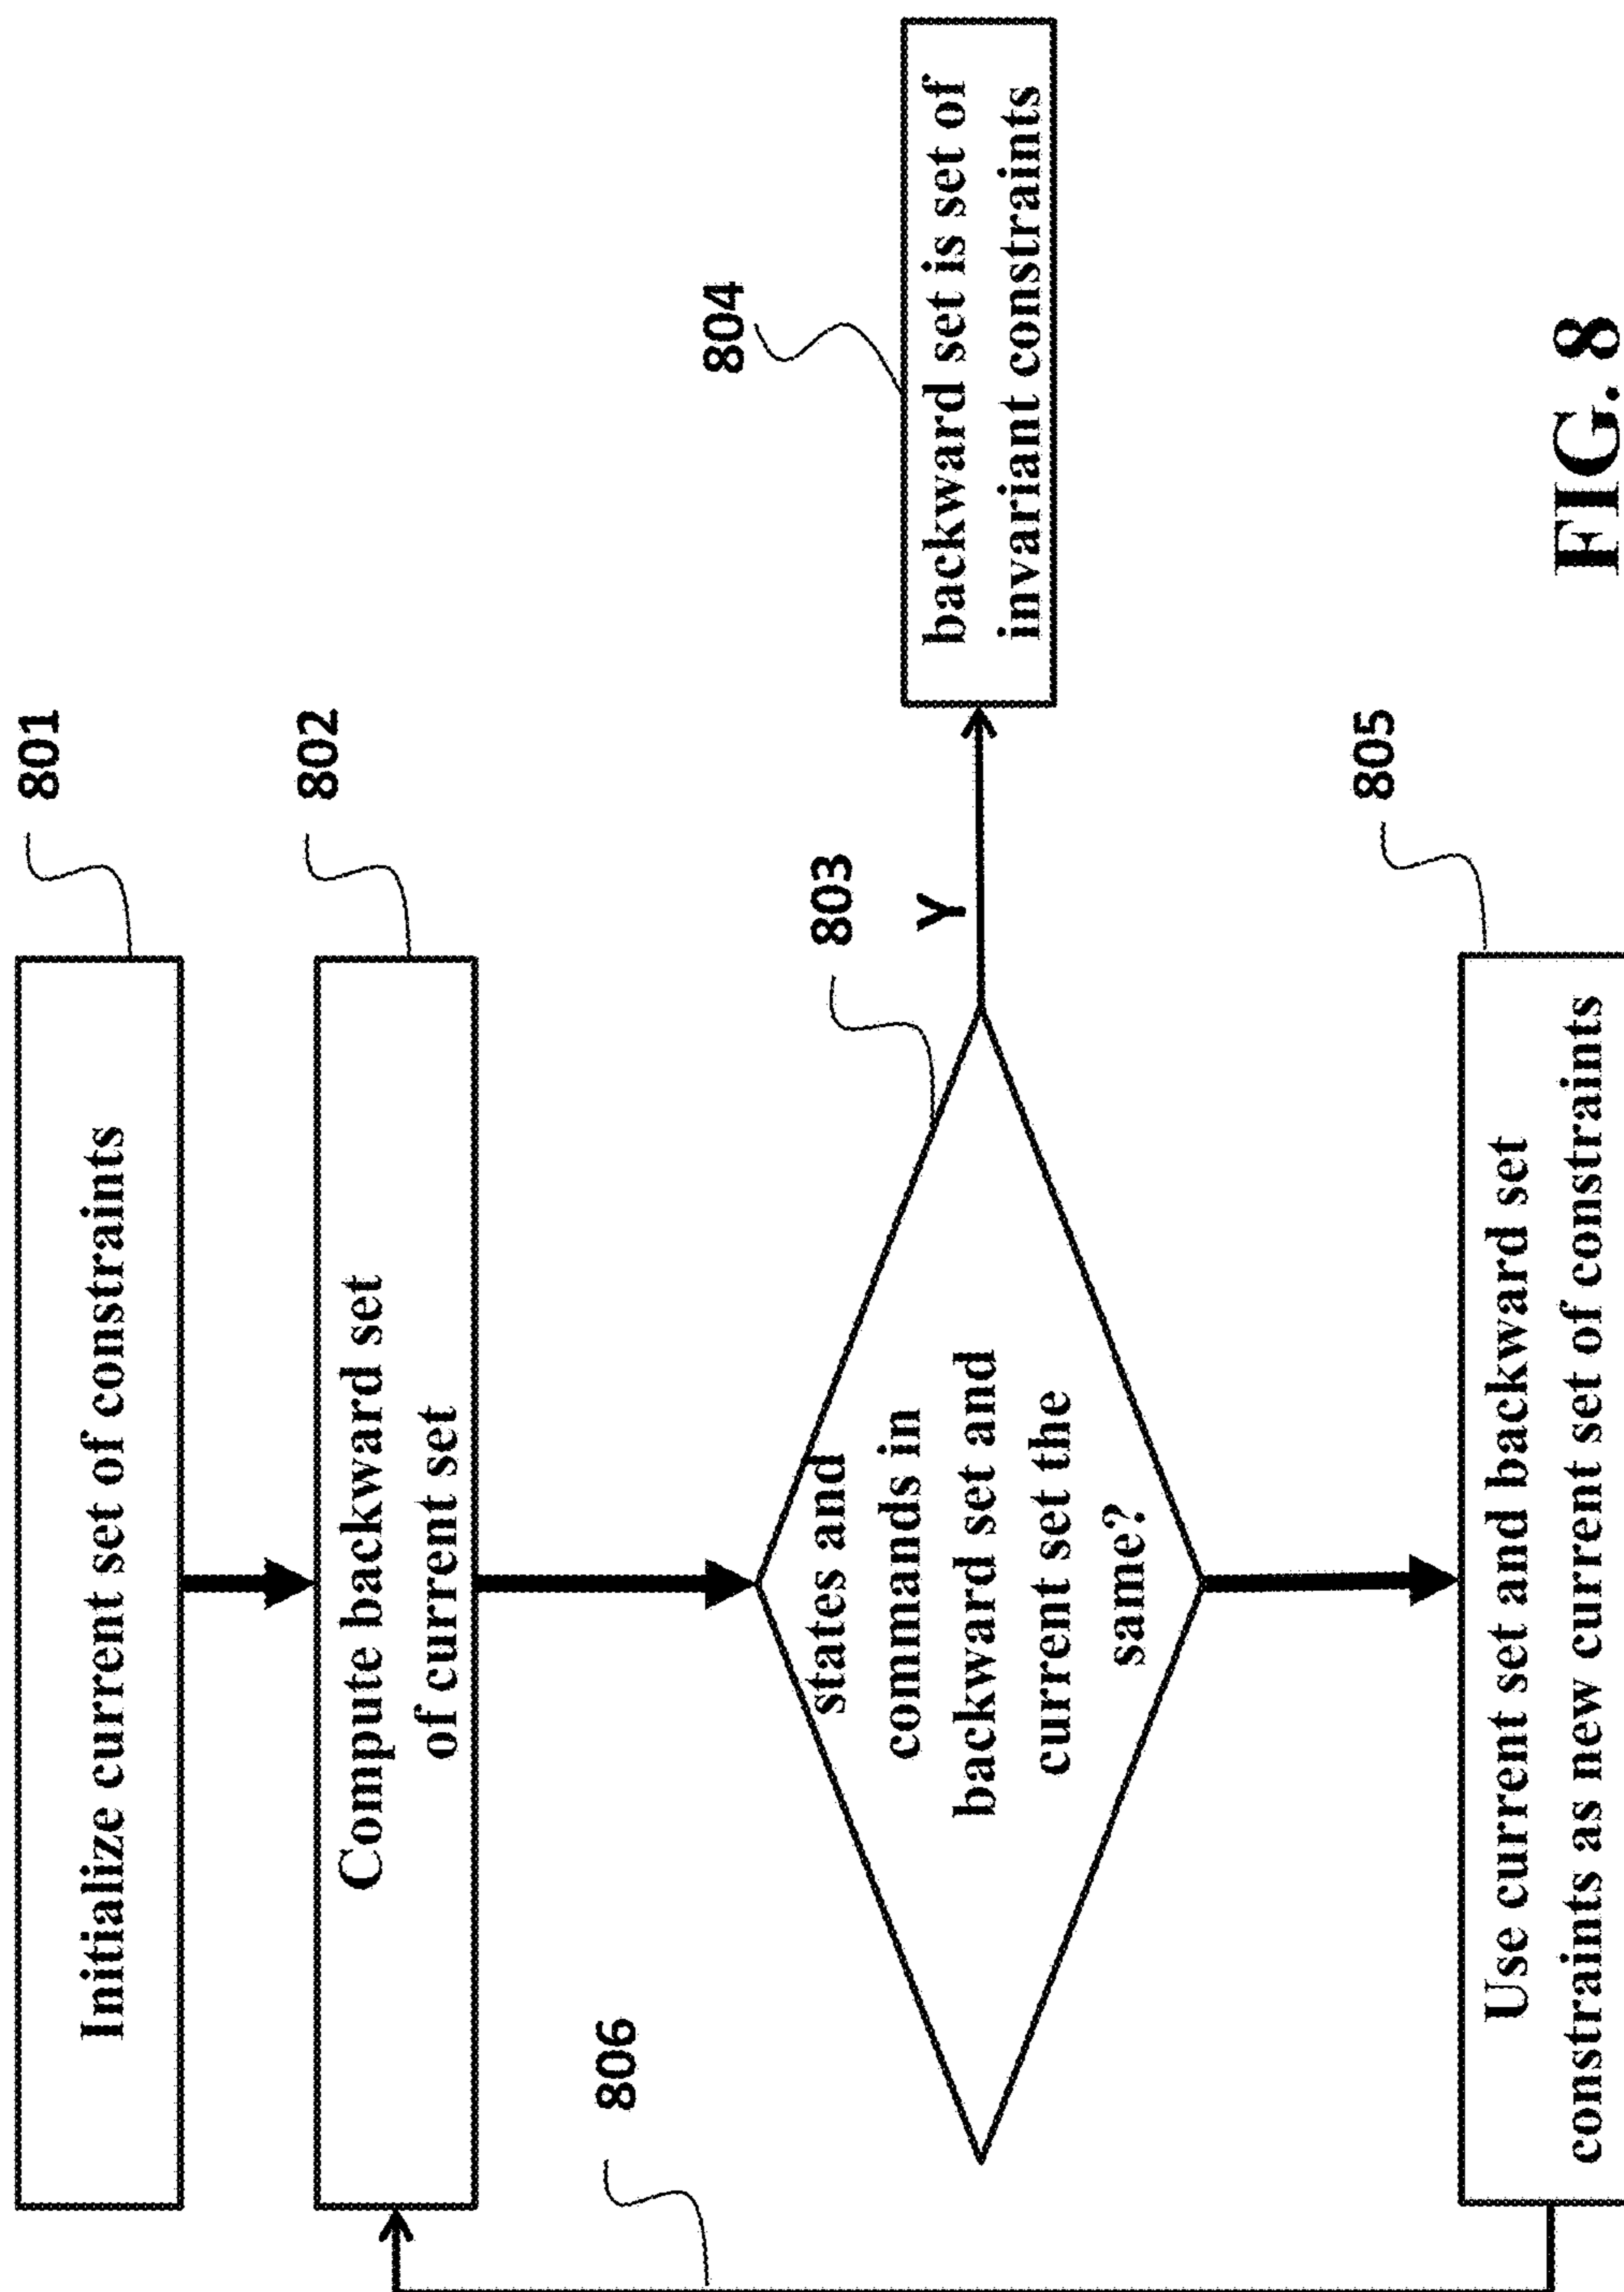 801
Initialize current set of constraints
802
Compute backward set
of current set
803
states and
commands in
backward set and
current set the
same?
Y
804
backward set is set of
invariant constraints
806
805
Use current set and backward set
constraints as new current set of constraints
FIG. 8